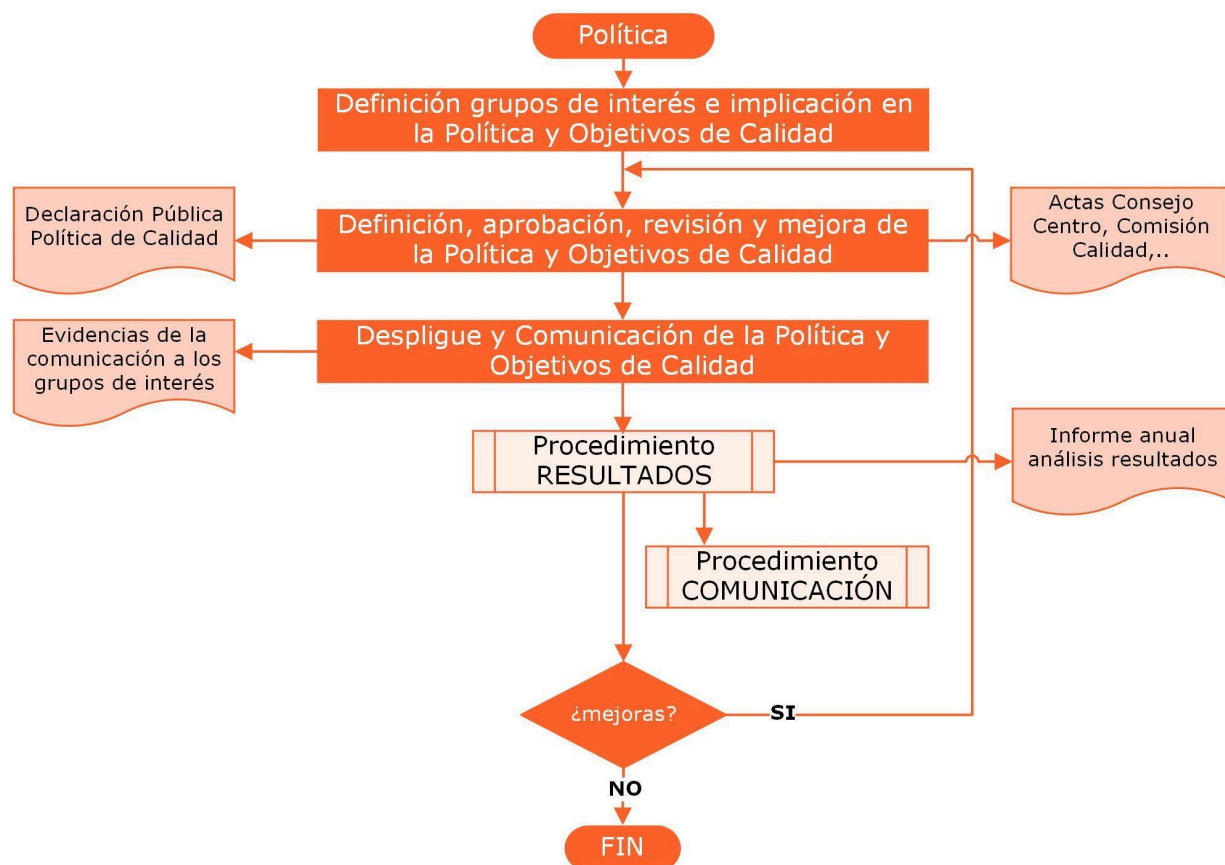 Política
Definición grupos de interés e implicación en
la Política y Objetivos de Calidad
Declaración Pública
Política de Calidad
Definición, aprobación, revisión y mejora de
la Política y Objetivos de Calidad
Actas Consejo
Centro, Comisión
Calidad,..
Evidencias de la
comunicación a los
grupos de interés
Despligue y Comunicación de la Política y
Objetivos de Calidad
Procedimiento
RESULTADOS
Informe anual
análisis resultados
Procedimiento
COMUNICACIÓN
¿mejoras?
SI
NO
FIN